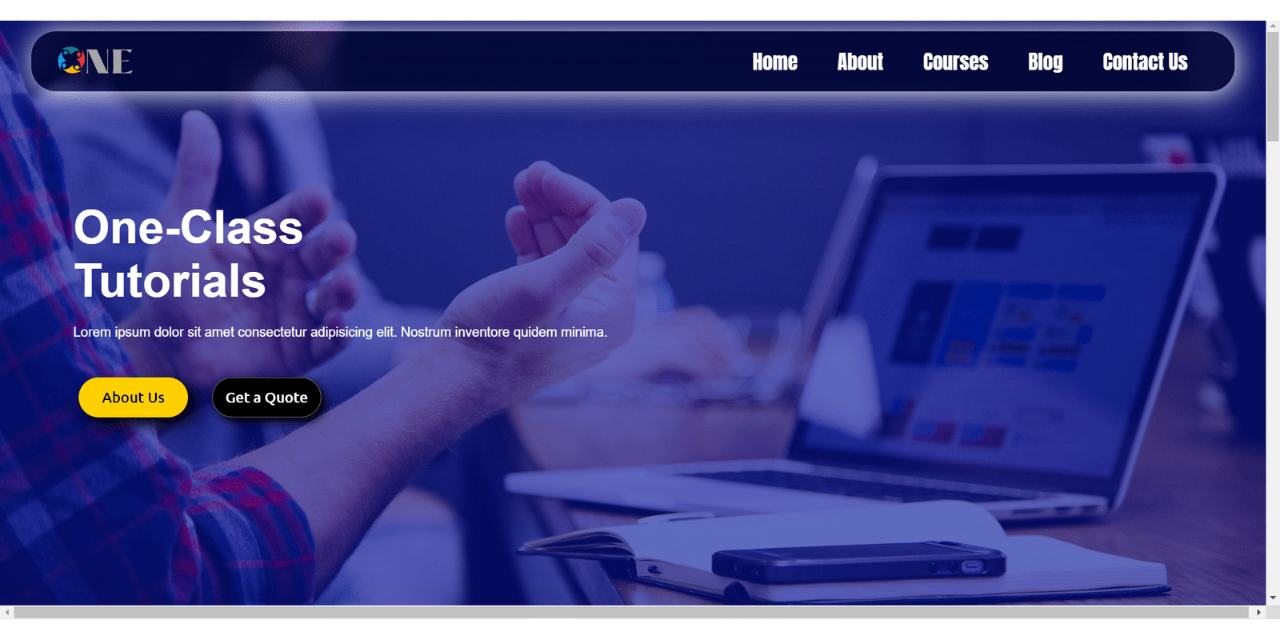 ONE
Home About Courses Blog Contact Us
One-Class
Tutorials
Lorem ipsum dolor sit amet consectetur adipisicing elit. Nostrum inventore quidem minima.
About Us Get a Quote